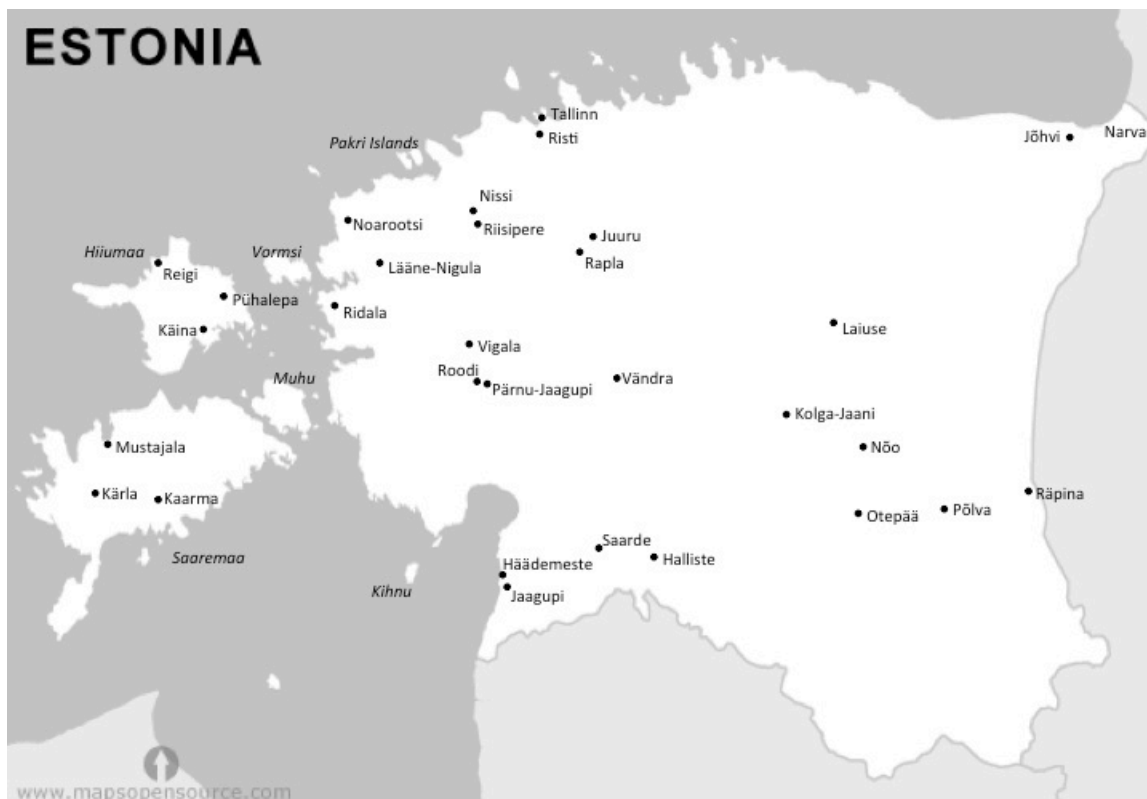 ESTONIA
Tallinn
Risti
Jõhvi
Narva
Pakri Islands
Nissi
Noarootsi
Riisipere
Juuru
Rapla
Hiiumaa
Vormsi
Reigi
Lääne-Nigula
Pühalepa
Ridala
Käina
Laiuse
Vigala
Roodi
Muhu
Pärnu-Jaagupi
Vändra
Kolga-Jaani
Mustajala
Nõo
Kärla
Kaarma
Räpina
Otepää
Põlva
Saarde
Saaremaa
Halliste
Häädemeste
Kihnu
Jaagupi
www.mapsopensource.com